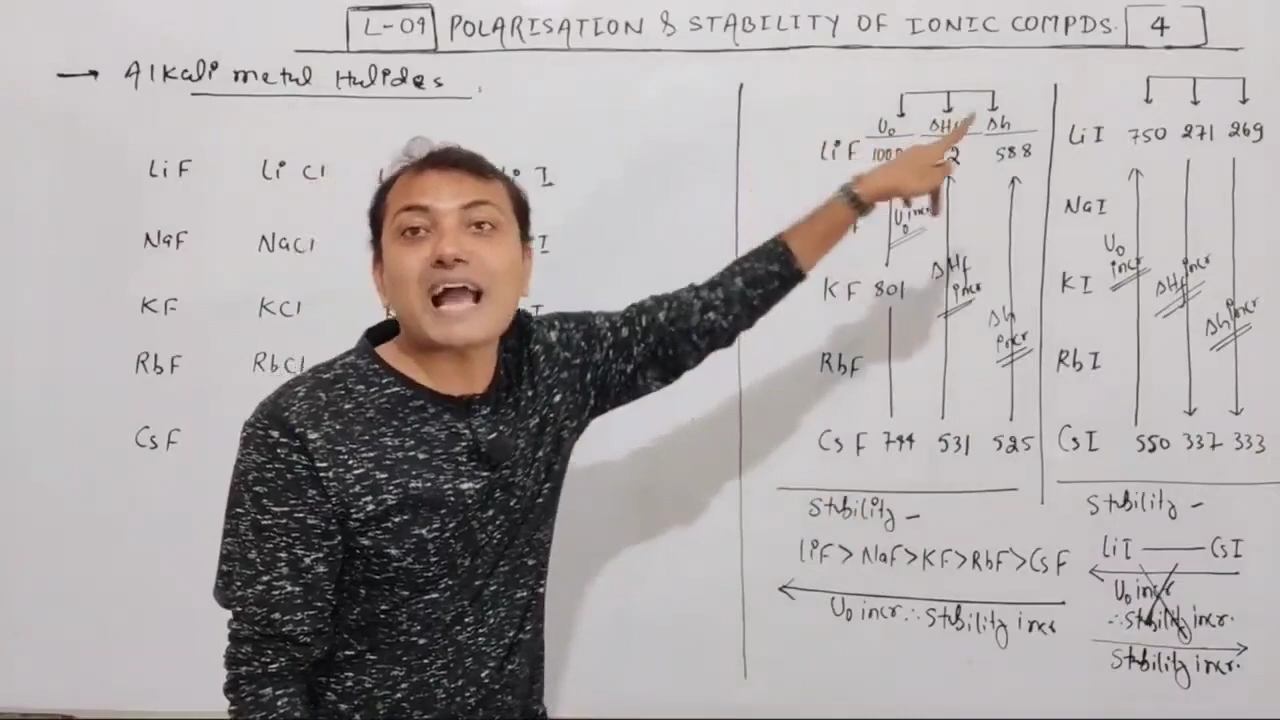 L-09 POLARISATION & STABILITY OF IONIC COMPDS. 4
→ Alkali metal Halides.
LiF LiCl I
NaF NaCl I
KF KCl
RbF RbCl
CsF
U₀ ΔHf Δh
LiF 100 2 588
U₀ incr
KF 801
ΔHf incr
Δh incr
RbF
CsF 744 531 525
Stability -
LiF > NaF > KF > RbF > CsF
U₀ incr. ∴ Stability incr
LiI 750 271 269
NaI
U₀ incr
KI
ΔHf incr
Δh incr
RbI
CsI 550 337 333
Stability -
LiI — CsI
U₀ incr
∴ Stability incr.
Stability incr.